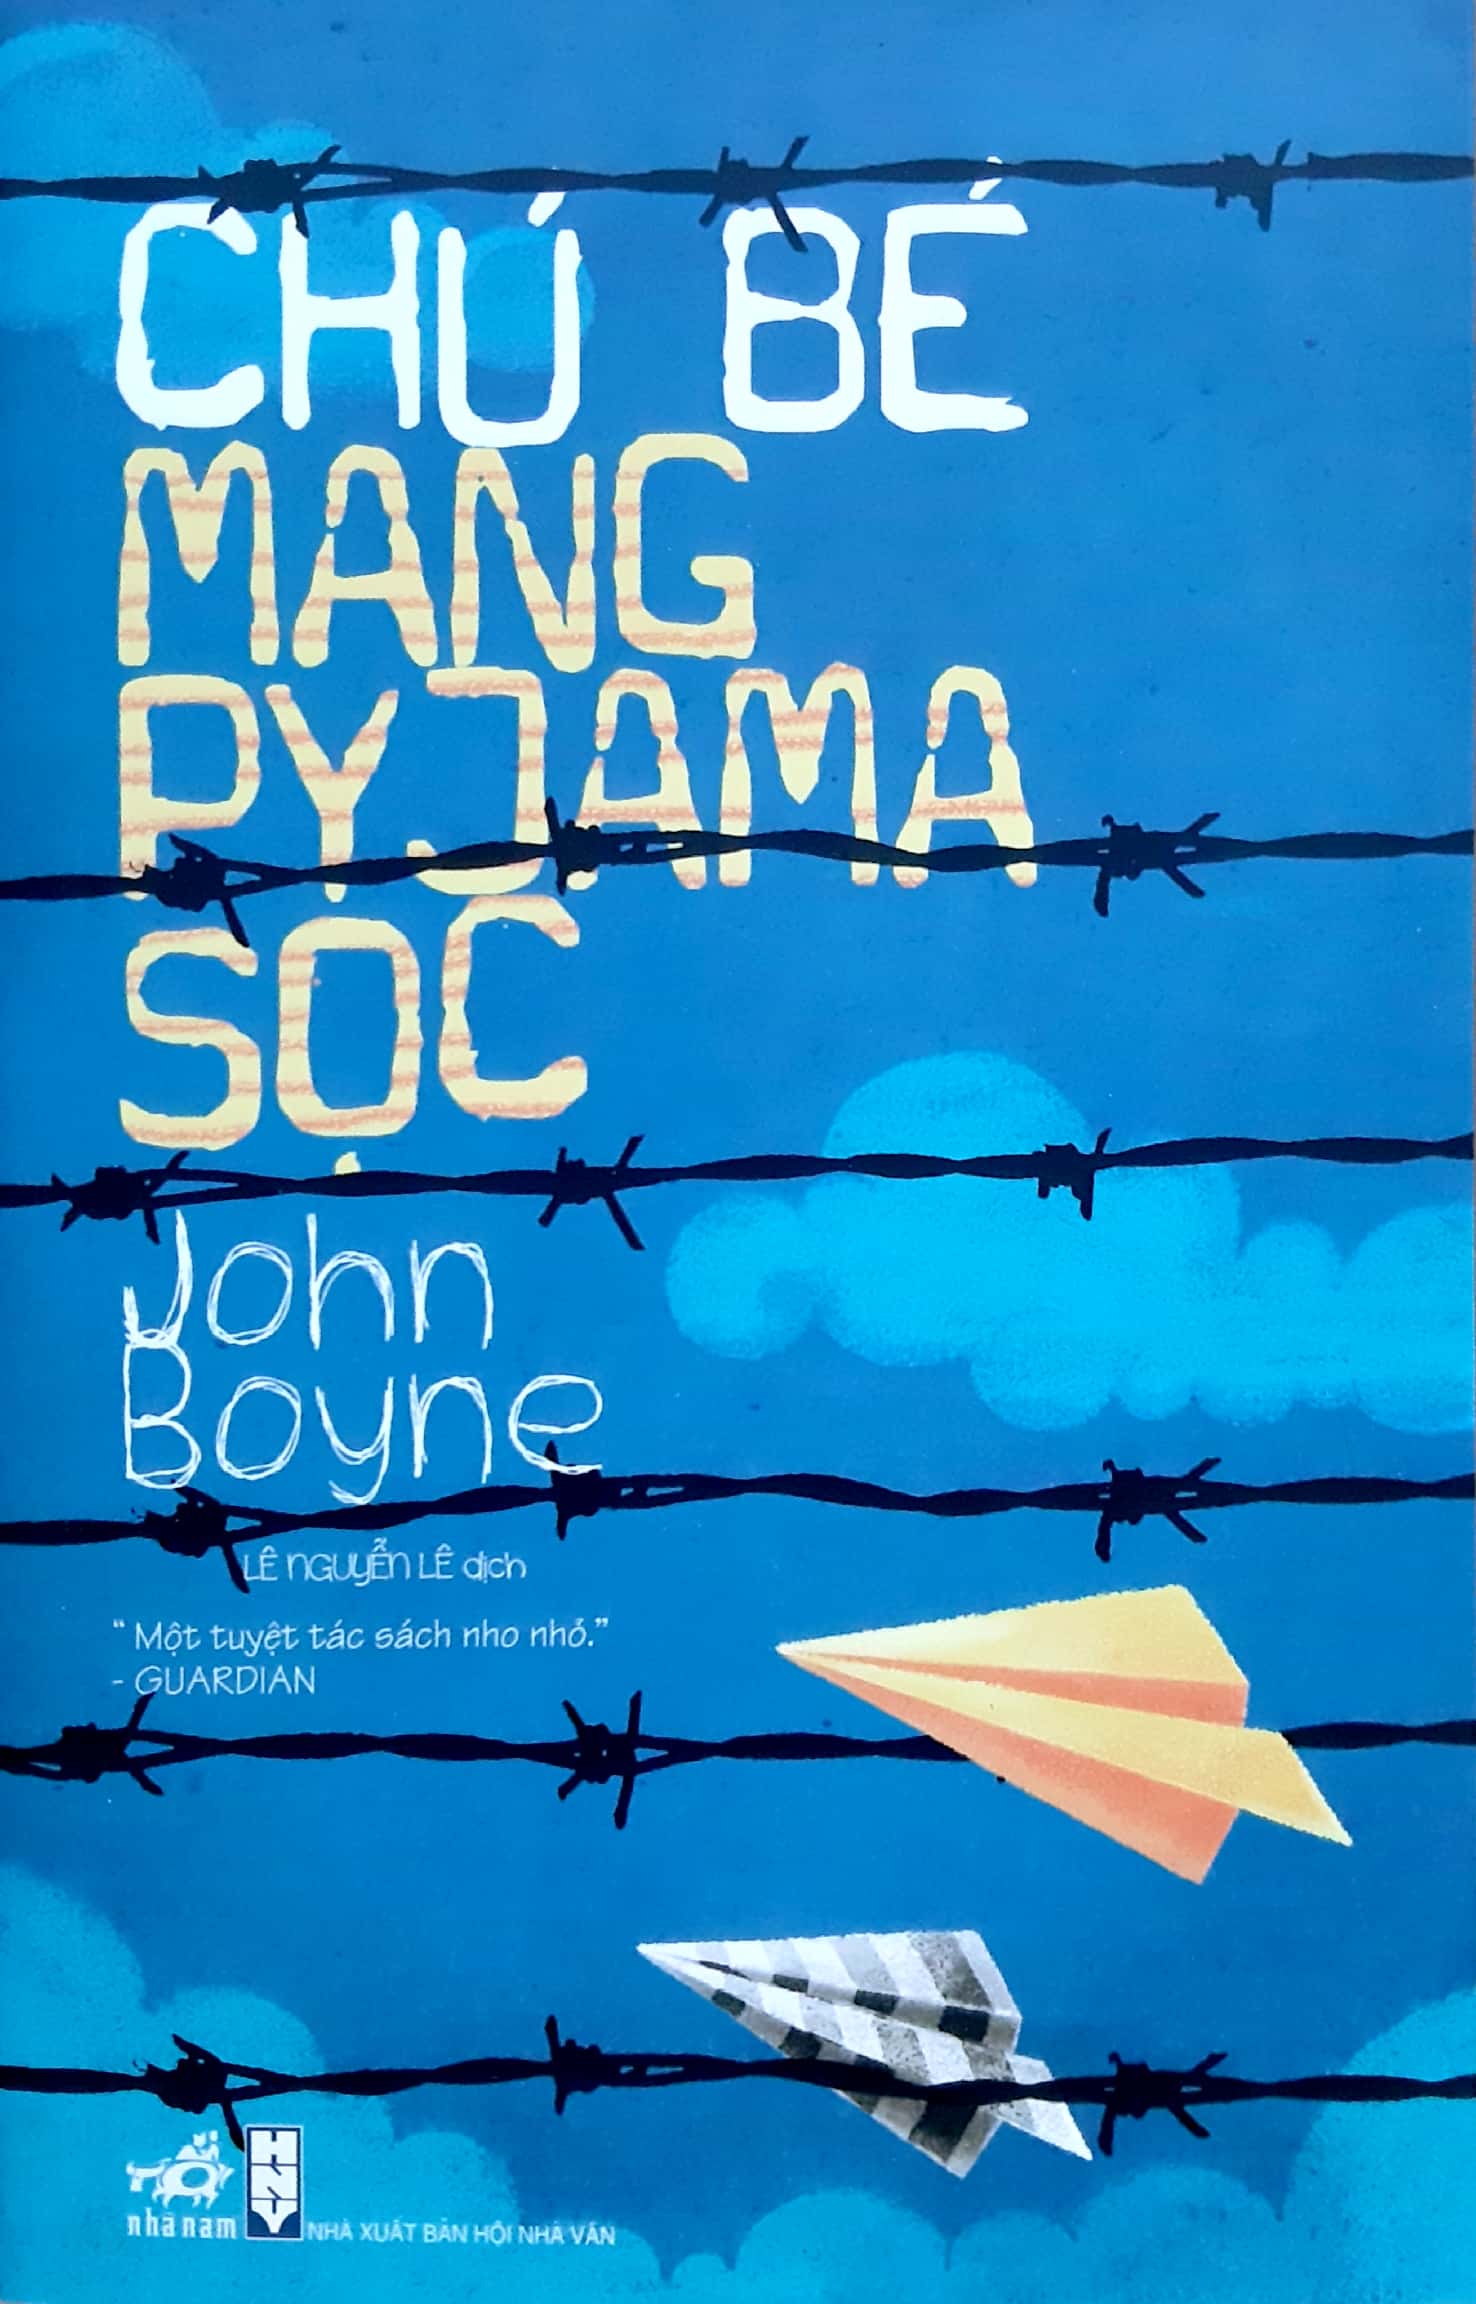 CHÚ BÉ
MANG
PYJAMA
SỌC
John
Boyne
LÊ NGUYỄN LÊ dịch
“Một tuyệt tác sách nho nhỏ.”
- GUARDIAN
nhã nam
HNV
NHÀ XUẤT BẢN HỘI NHÀ VĂN